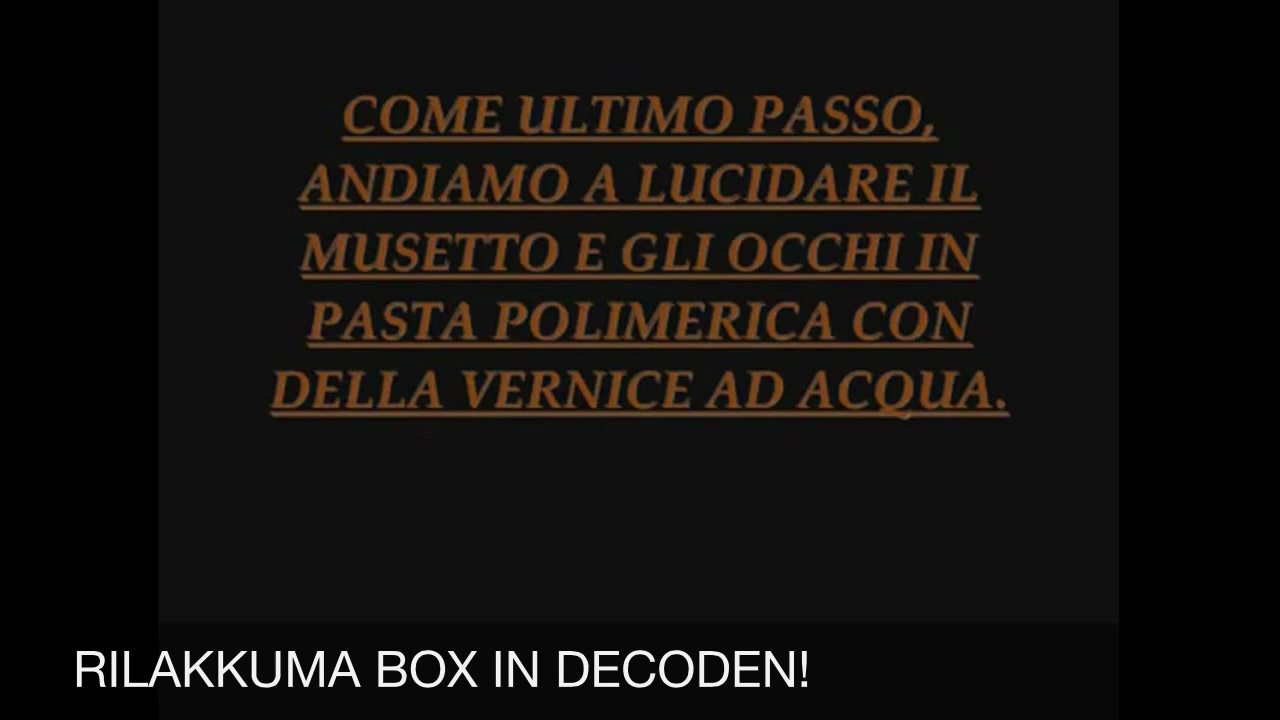 COME ULTIMO PASSO,
ANDIAMO A LUCIDARE IL
MUSETTO E GLI OCCHI IN
PASTA POLIMERICA CON
DELLA VERNICE AD ACQUA.
RILAKKUMA BOX IN DECODEN!